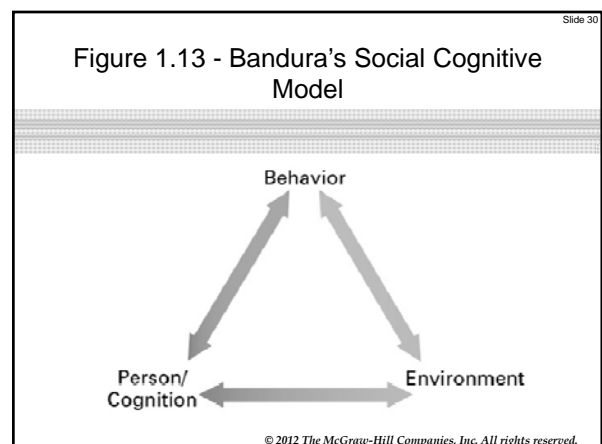 Slide 30
Figure 1.13 - Bandura's Social Cognitive
Model
Behavior
Person/
Cognition
Environment
© 2012 The McGraw-Hill Companies, Inc. All rights reserved.